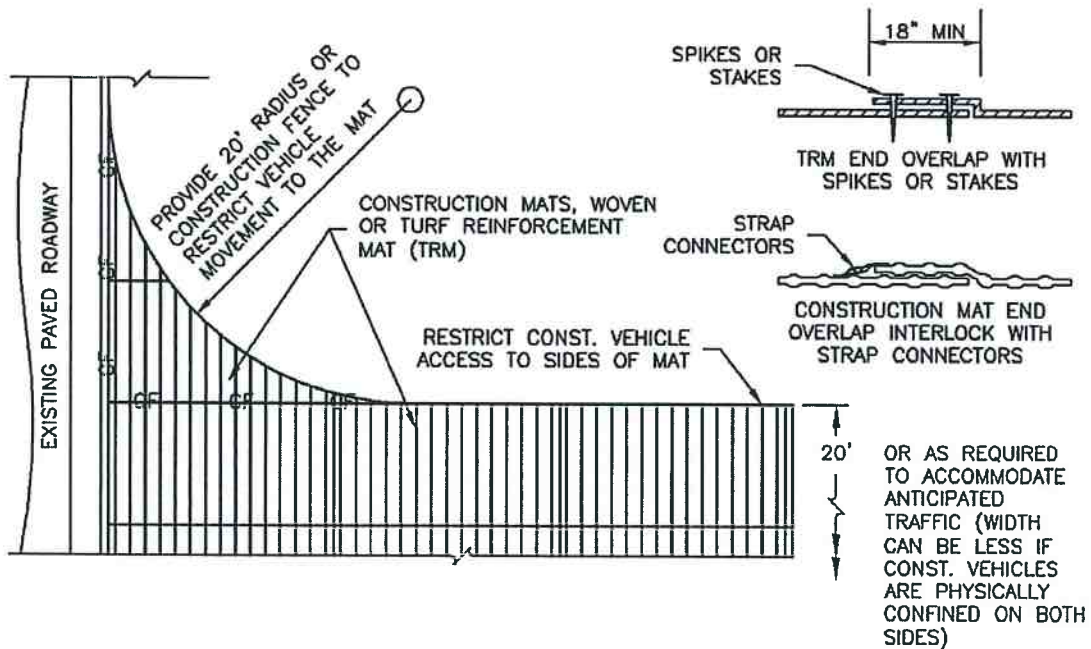 PROVIDE 20' RADIUS OR
CONSTRUCTION FENCE TO
RESTRICT VEHICLE
MOVEMENT TO THE MAT
EXISTING PAVED ROADWAY
CF
CF
CF
CF
CF
CF
CONSTRUCTION MATS, WOVEN
OR TURF REINFORCEMENT
MAT (TRM)
RESTRICT CONST. VEHICLE
ACCESS TO SIDES OF MAT
18" MIN
SPIKES OR
STAKES
TRM END OVERLAP WITH
SPIKES OR STAKES
STRAP
CONNECTORS
CONSTRUCTION MAT END
OVERLAP INTERLOCK WITH
STRAP CONNECTORS
20'
OR AS REQUIRED
TO ACCOMMODATE
ANTICIPATED
TRAFFIC (WIDTH
CAN BE LESS IF
CONST. VEHICLES
ARE PHYSICALLY
CONFINED ON BOTH
SIDES)